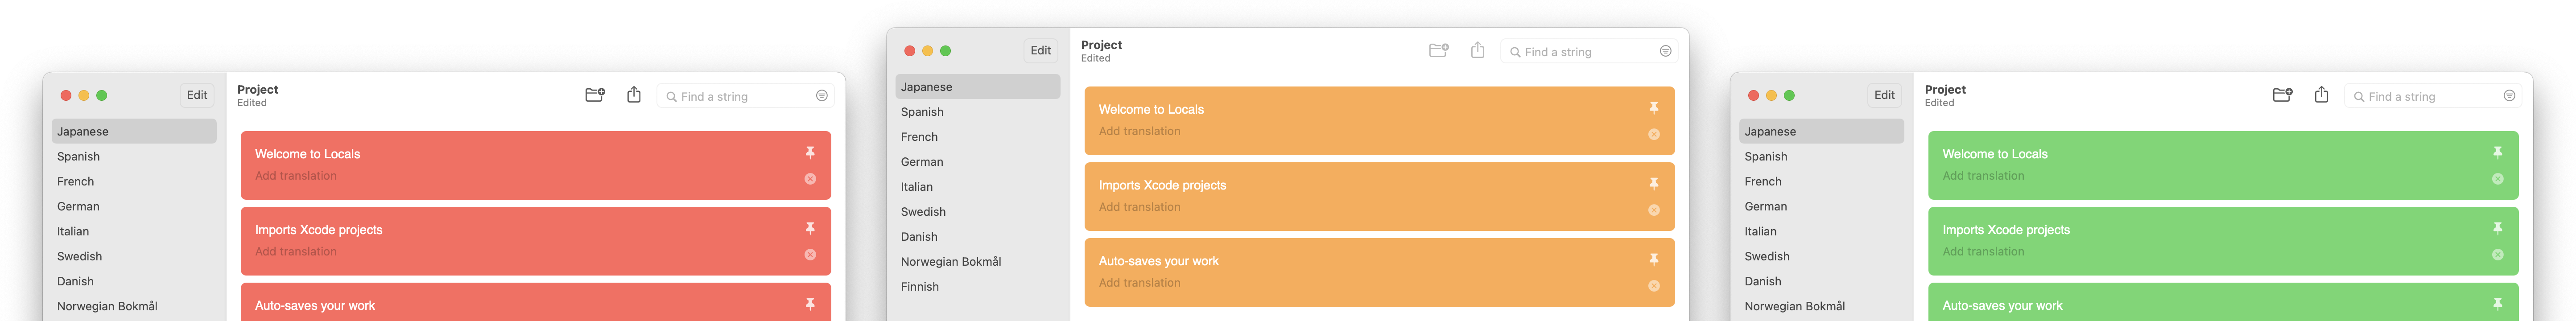 Edit
Project
Edited
Find a string
Japanese
Spanish
French
German
Italian
Swedish
Danish
Norwegian Bokmål
Welcome to Locals
Add translation
Imports Xcode projects
Add translation
Auto-saves your work
Edit
Project
Edited
Find a string
Japanese
Spanish
French
German
Italian
Swedish
Danish
Norwegian Bokmål
Finnish
Welcome to Locals
Add translation
Imports Xcode projects
Add translation
Auto-saves your work
Add translation
Edit
Project
Edited
Find a string
Japanese
Spanish
French
German
Italian
Swedish
Danish
Norwegian Bokmål
Welcome to Locals
Add translation
Imports Xcode projects
Add translation
Auto-saves your work